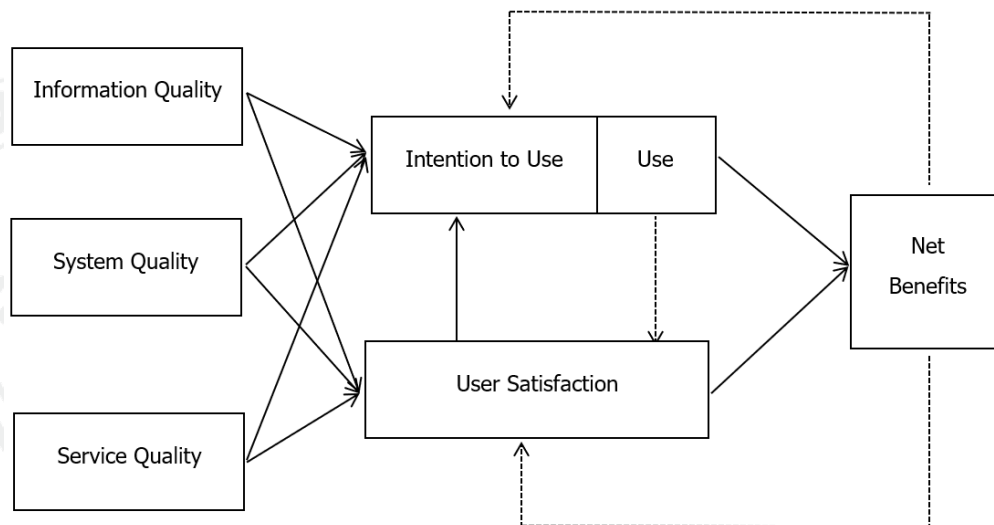 Information Quality
Intention to Use
Use
System Quality
Net
Benefits
User Satisfaction
Service Quality